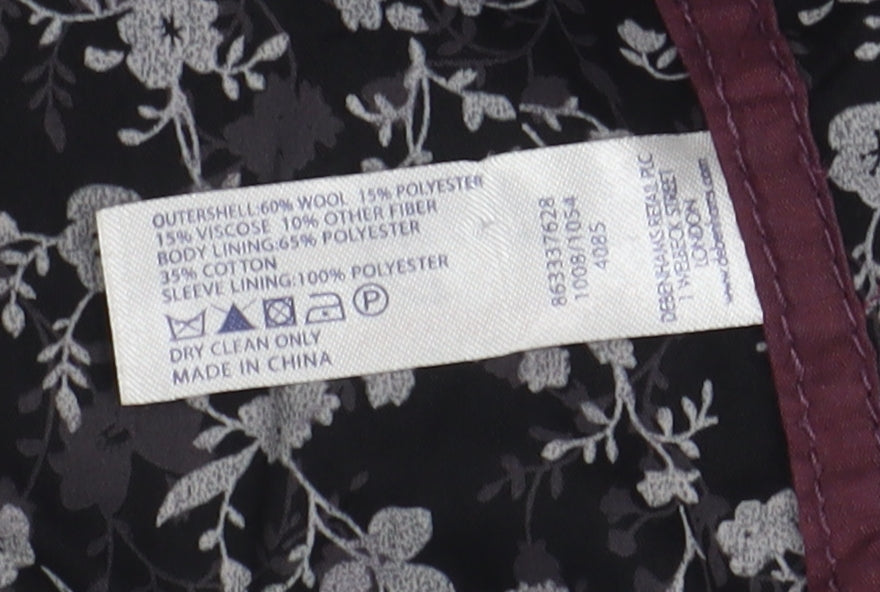 OUTERSHELL:60% WOOL 15% POLYESTER
15% VISCOSE 10% OTHER FIBER
BODY LINING:65% POLYESTER
35% COTTON
SLEEVE LINING:100% POLYESTER
P
DRY CLEAN ONLY
MADE IN CHINA
863337628
1008/1054
4085
DEBENHAMS RETAIL PLC
1 WELBECK STREET
LONDON
www.debenhams.com